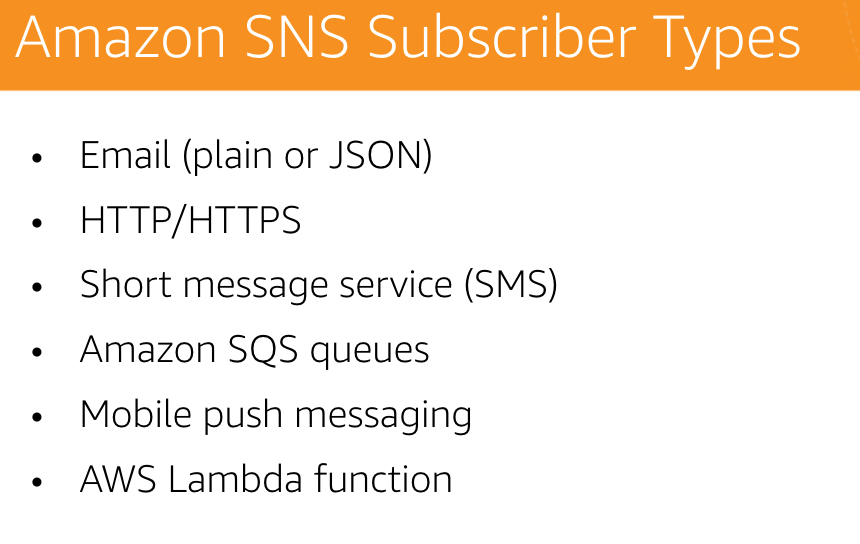 Amazon SNS Subscriber Types
• Email (plain or JSON)
• HTTP/HTTPS
• Short message service (SMS)
• Amazon SQS queues
• Mobile push messaging
• AWS Lambda function